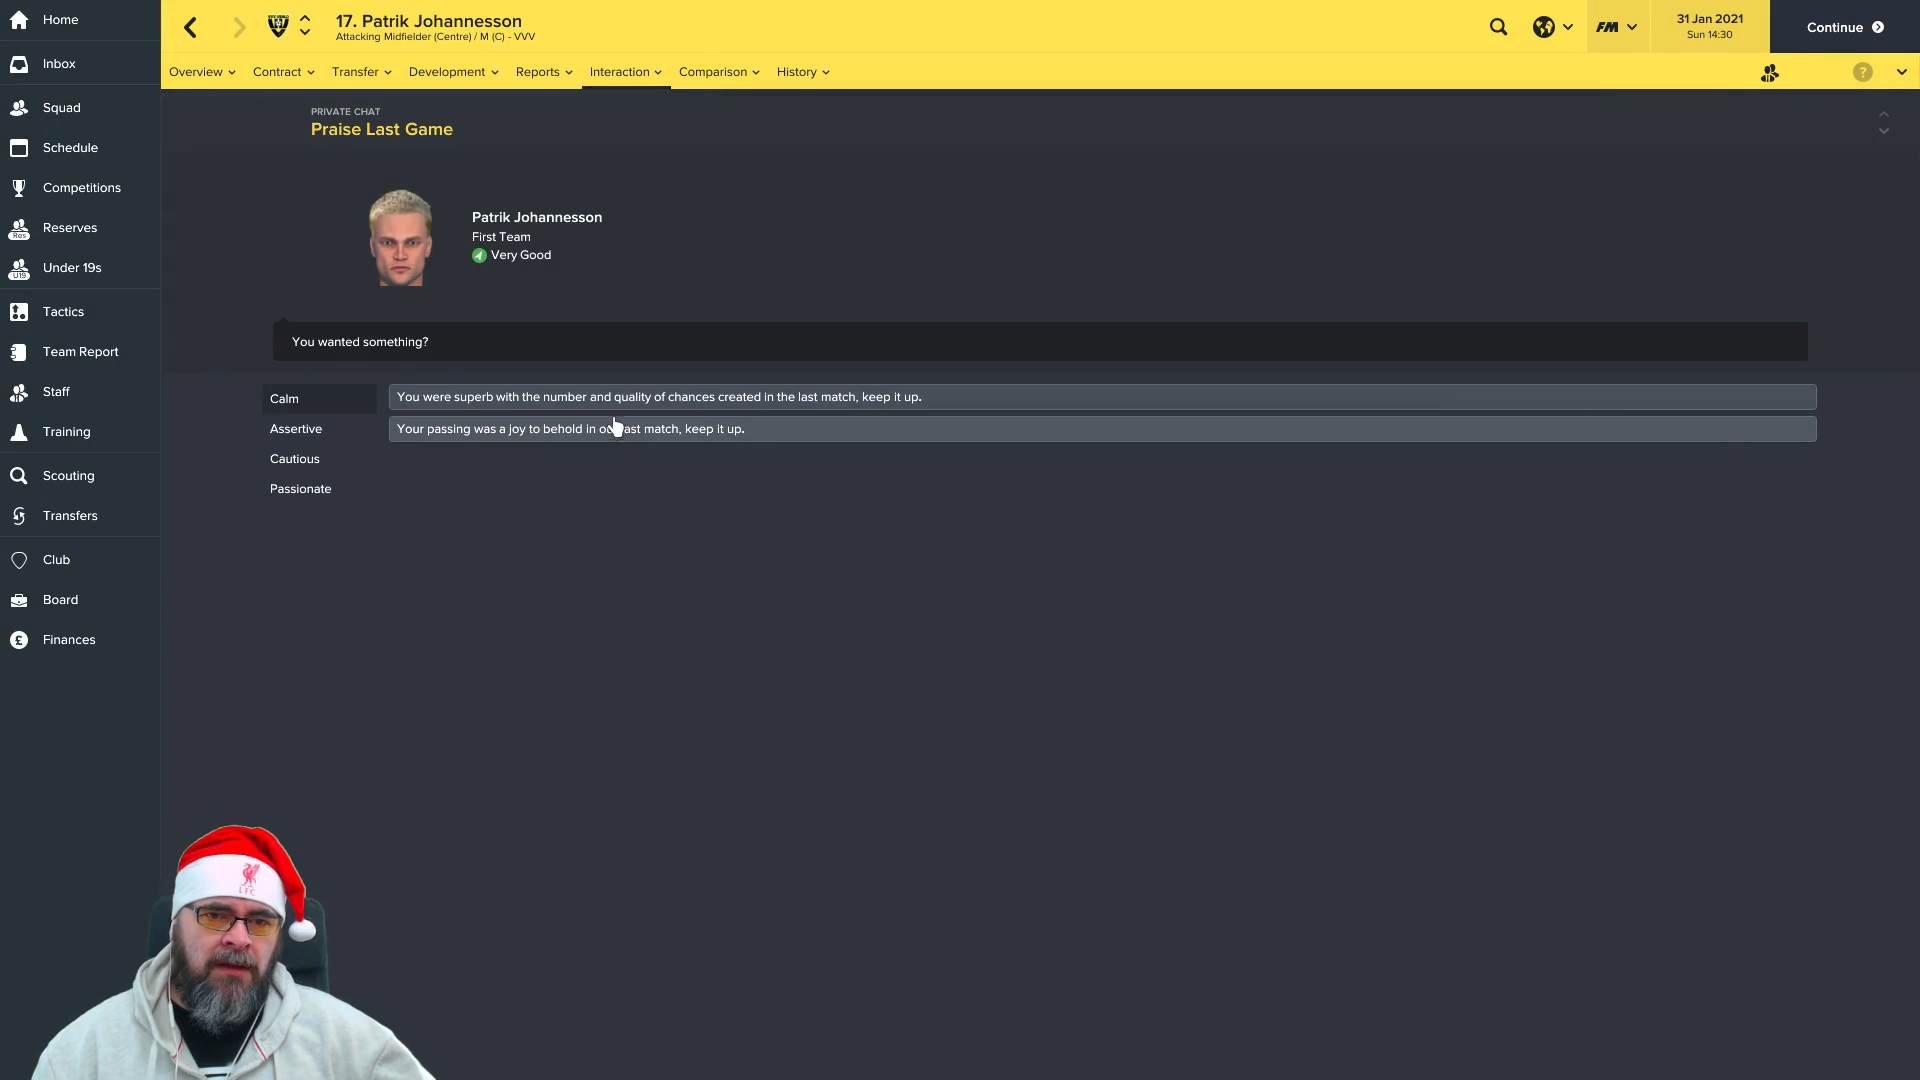 Home
Inbox
Squad
Schedule
Competitions
Reserves
Under 19s
Tactics
Team Report
Staff
Training
Scouting
Transfers
Club
Board
Finances
17. Patrik Johannesson
Attacking Midfielder (Centre) / M (C) - VVV
FM
31 Jan 2021
Sun 14:30
Continue
Overview
Contract
Transfer
Development
Reports
Interaction
Comparison
History
?
PRIVATE CHAT
Praise Last Game
Patrik Johannesson
First Team
Very Good
You wanted something?
Calm
Assertive
Cautious
Passionate
You were superb with the number and quality of chances created in the last match, keep it up.
Your passing was a joy to behold in last match, keep it up.
LFC